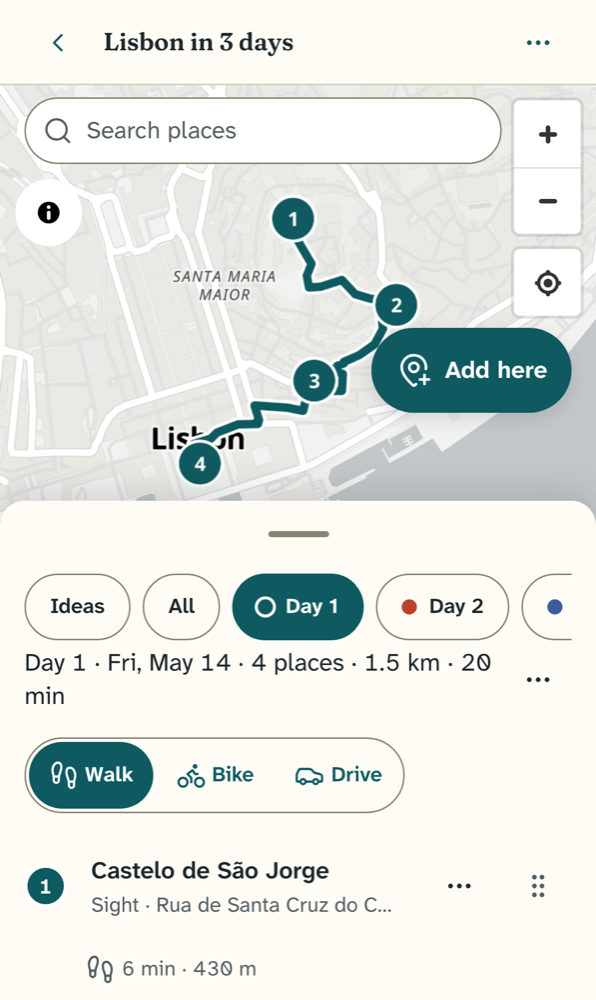 Lisbon in 3 days
Search places
1
SANTA MARIA
MAIOR
2
Add here
3
Lisbon
4
Ideas
All
Day 1
Day 2
Day 1 · Fri, May 14 · 4 places · 1.5 km · 20
min
Walk
Bike
Drive
1
Castelo de São Jorge
Sight · Rua de Santa Cruz do C...
6 min · 430 m